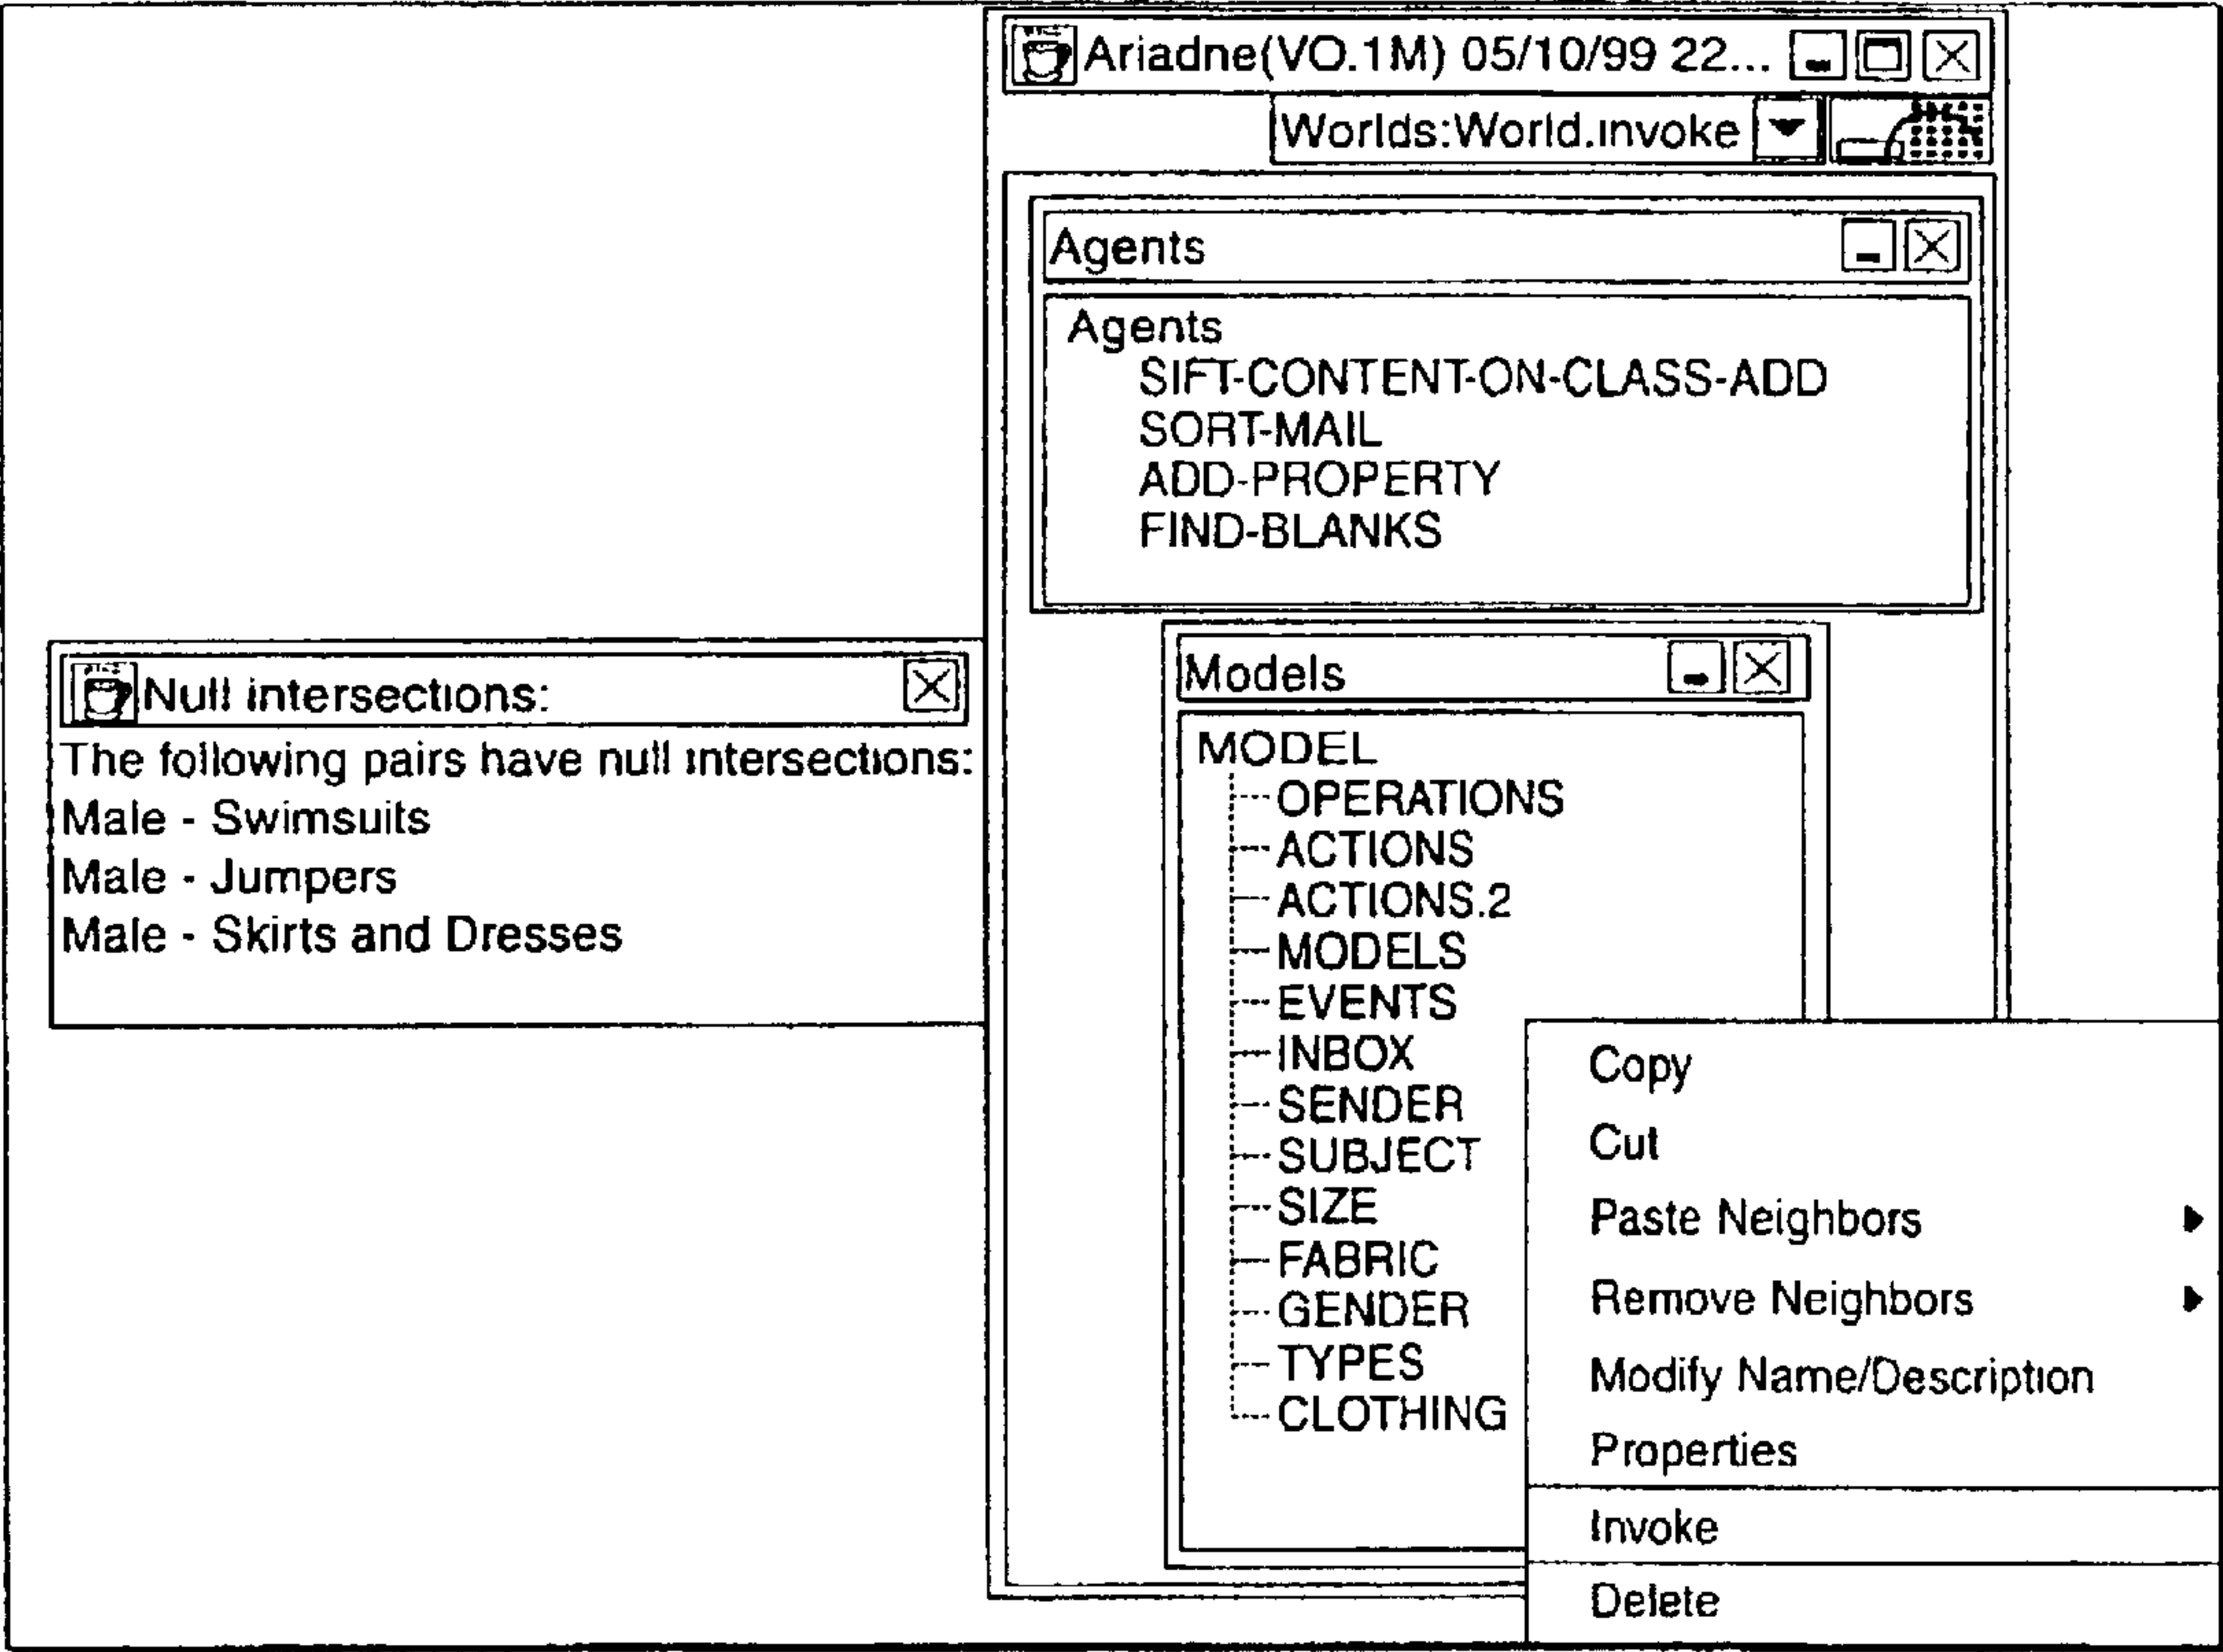 Ariadne(VO.1M) 05/10/99 22...
Worlds:World.invoke
Agents
Agents
SIFT-CONTENT-ON-CLASS-ADD
SORT-MAIL
ADD-PROPERTY
FIND-BLANKS
Null intersections:
The following pairs have null intersections:
Male - Swimsuits
Male - Jumpers
Male - Skirts and Dresses
Models
MODEL
OPERATIONS
ACTIONS
ACTIONS.2
MODELS
EVENTS
INBOX
SENDER
SUBJECT
SIZE
FABRIC
GENDER
TYPES
CLOTHING
Copy
Cut
Paste Neighbors
Remove Neighbors
Modify Name/Description
Properties
Invoke
Delete